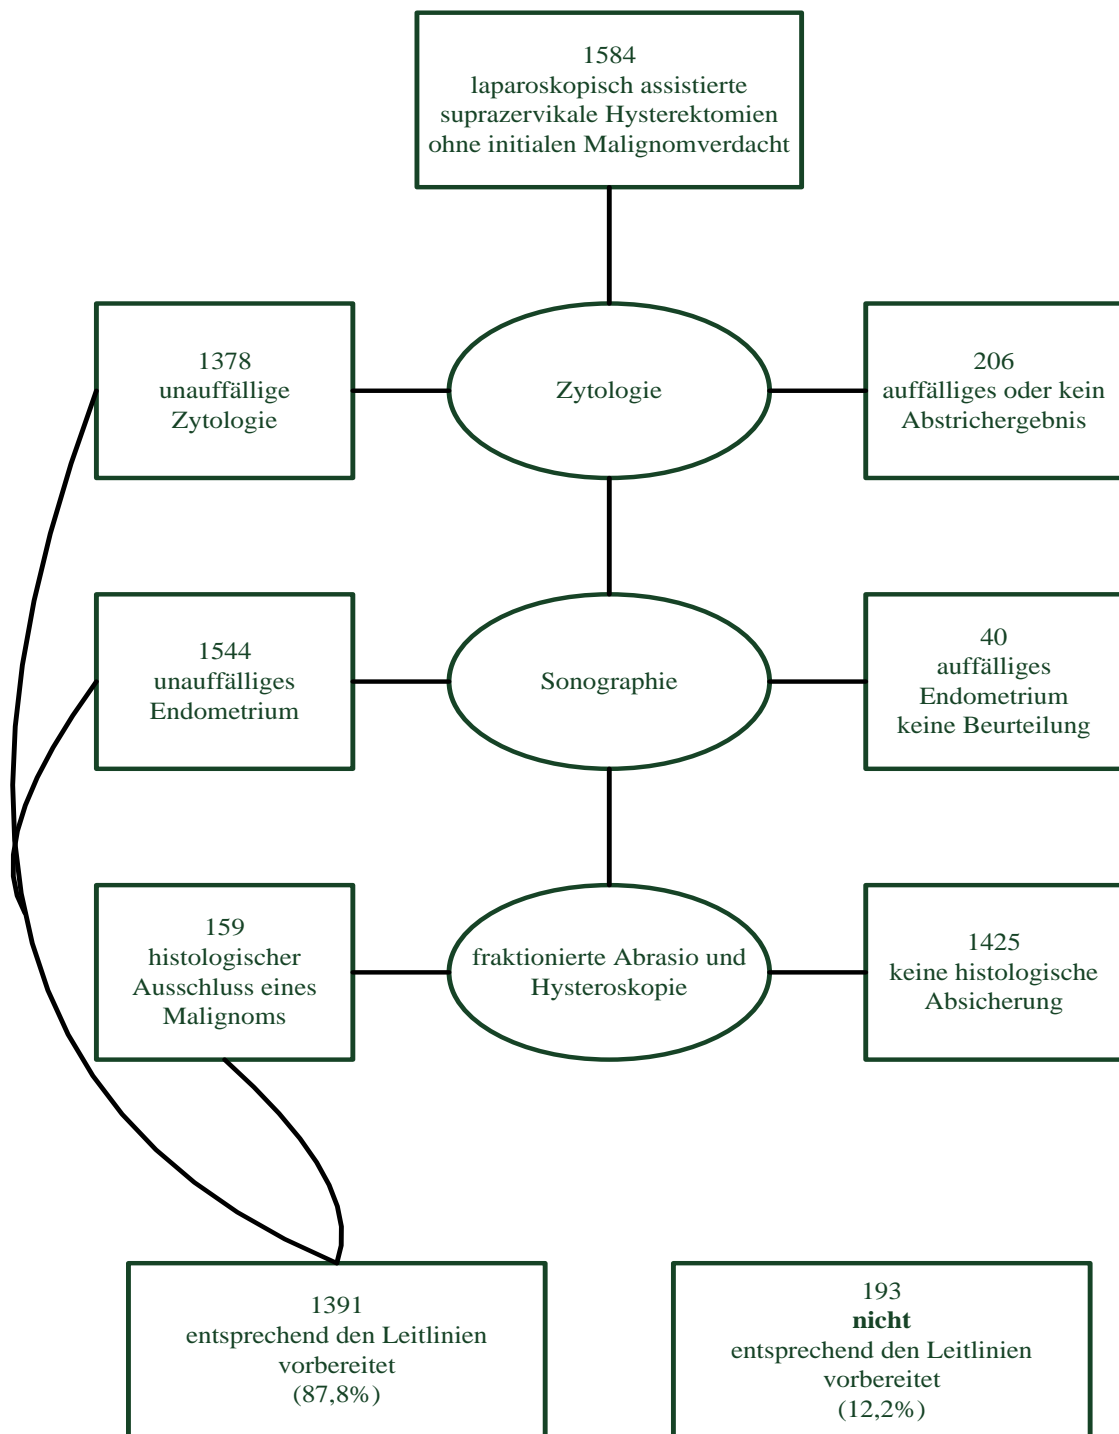 1584
laparoskopisch assistierte
suprazervikale Hysterektomien
ohne initialen Malignomverdacht
1378
unauffällige
Zytologie
Zytologie
206
auffälliges oder kein
Abstrichergebnis
1544
unauffälliges
Endometrium
Sonographie
40
auffälliges
Endometrium
keine Beurteilung
159
histologischer
Ausschluss eines
Malignoms
fraktionierte Abrasio und
Hysteroskopie
1425
keine histologische
Absicherung
1391
entsprechend den Leitlinien
vorbereitet
(87,8%)
193
nicht
entsprechend den Leitlinien
vorbereitet
(12,2%)